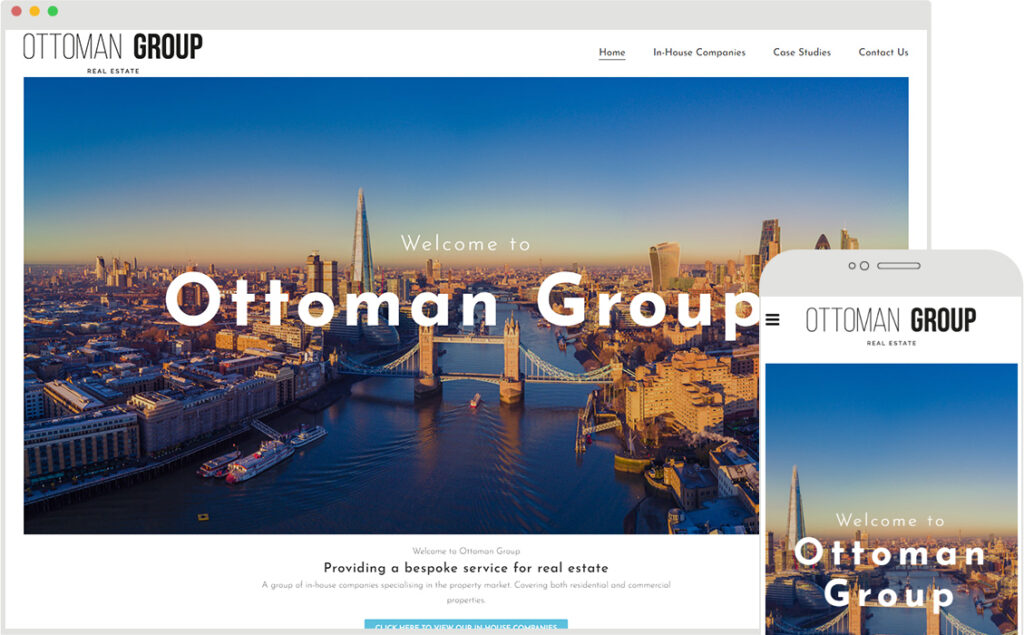 OTTOMAN GROUP
REAL ESTATE
Home In-House Companies Case Studies Contact Us
Welcome to
Ottoman Group
Welcome to Ottoman Group
Providing a bespoke service for real estate
A group of in-house companies specialising in the property market. Covering both residential and commercial
properties.
CLICK HERE TO VIEW OUR IN-HOUSE COMPANIES
OTTOMAN GROUP
REAL ESTATE
Welcome to
Ottoman
Group